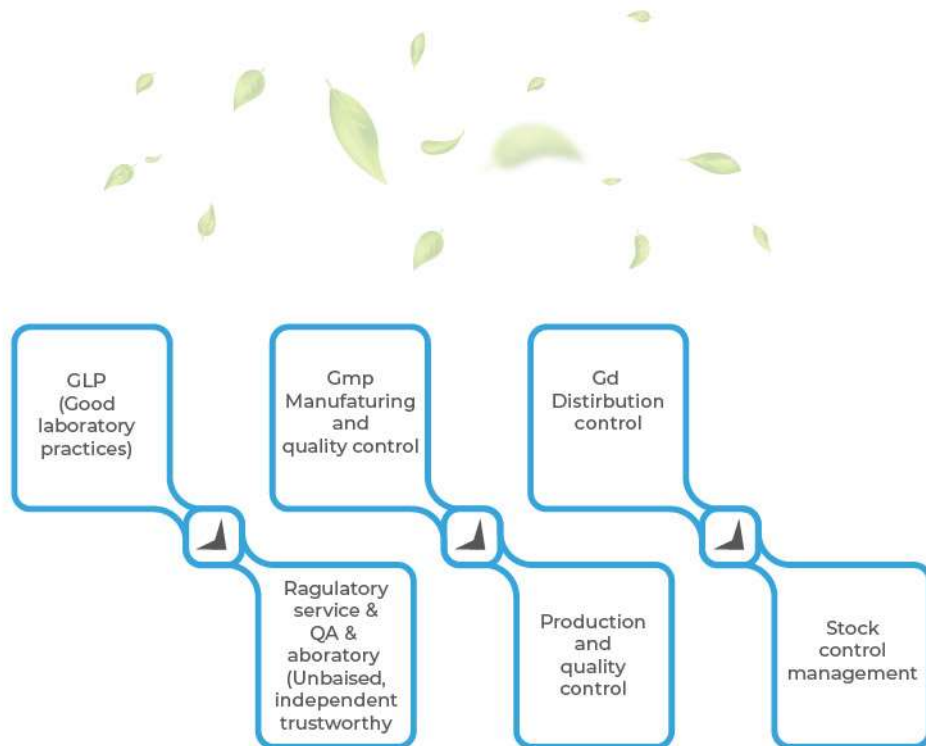 GLP
(Good
laboratory
practices)
Gmp
Manufaturing
and
quality control
Gd
Distirbution
control
Ragulatory
service &
QA &
aboratory
(Unbaised,
independent
trustworthy
Production
and
quality
control
Stock
control
management